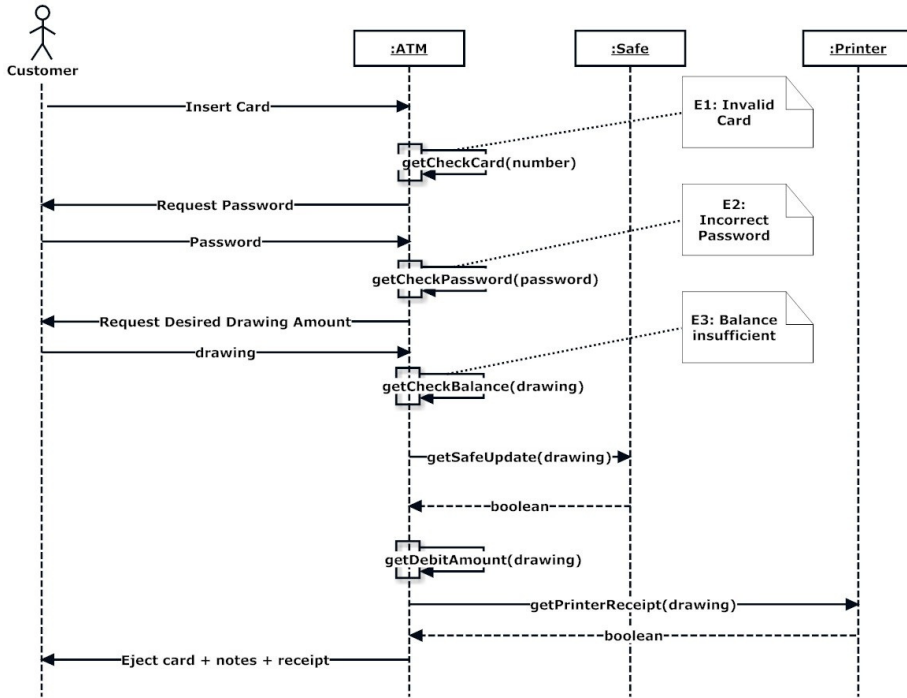 Customer
:ATM
:Safe
:Printer
Insert Card
E1: Invalid
Card
getCheckCard(number)
Request Password
E2:
Incorrect
Password
Password
getCheckPassword(password)
Request Desired Drawing Amount
E3: Balance
insufficient
drawing
getCheckBalance(drawing)
getSafeUpdate(drawing)
boolean
getDebitAmount(drawing)
getPrinterReceipt(drawing)
boolean
Eject card + notes + receipt